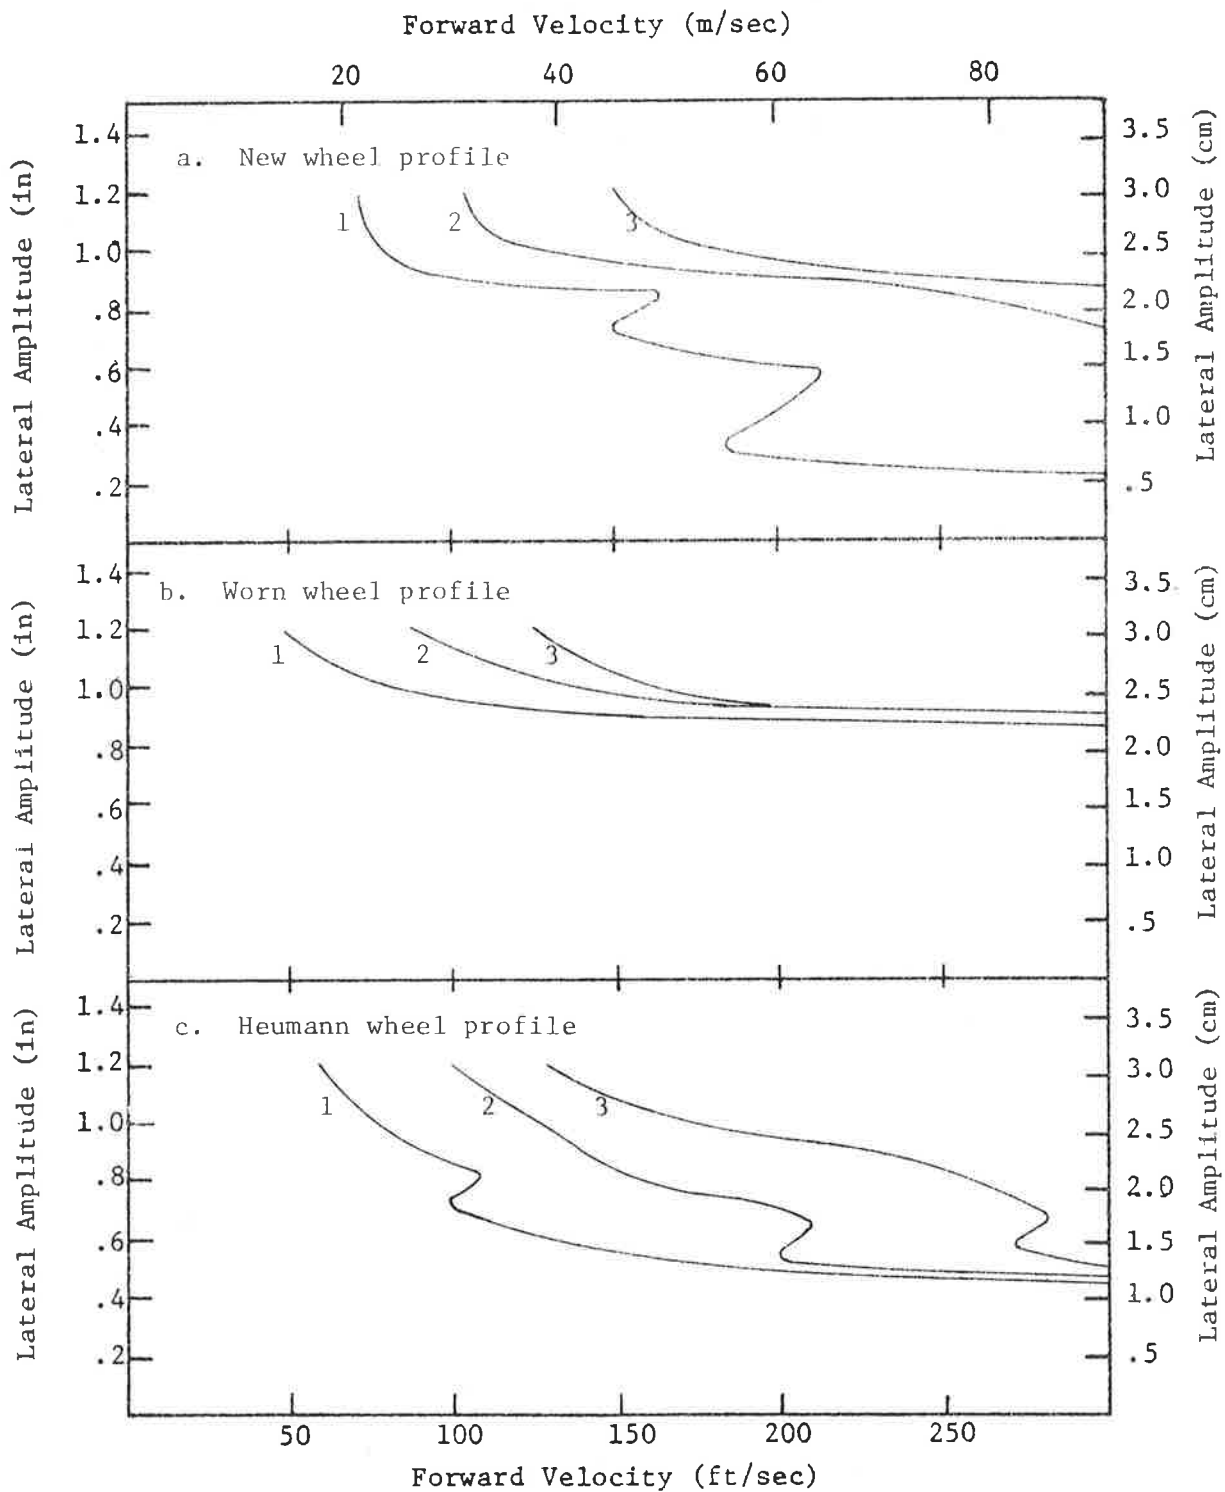 Forward Velocity (m/sec)
20 40 60 80
Lateral Amplitude (in)
1.4
1.2
1.0
.8
.6
.4
.2
a. New wheel profile
1 2 3
3.5
3.0
2.5
2.0
1.5
1.0
.5
Lateral Amplitude (cm)
Lateral Amplitude (in)
1.4
1.2
1.0
.8
.6
.4
.2
b. Worn wheel profile
1 2 3
3.5
3.0
2.5
2.0
1.5
1.0
.5
Lateral Amplitude (cm)
Lateral Amplitude (in)
1.4
1.2
1.0
.8
.6
.4
.2
c. Heumann wheel profile
1 2 3
3.5
3.0
2.5
2.0
1.5
1.0
.5
Lateral Amplitude (cm)
50 100 150 200 250
Forward Velocity (ft/sec)